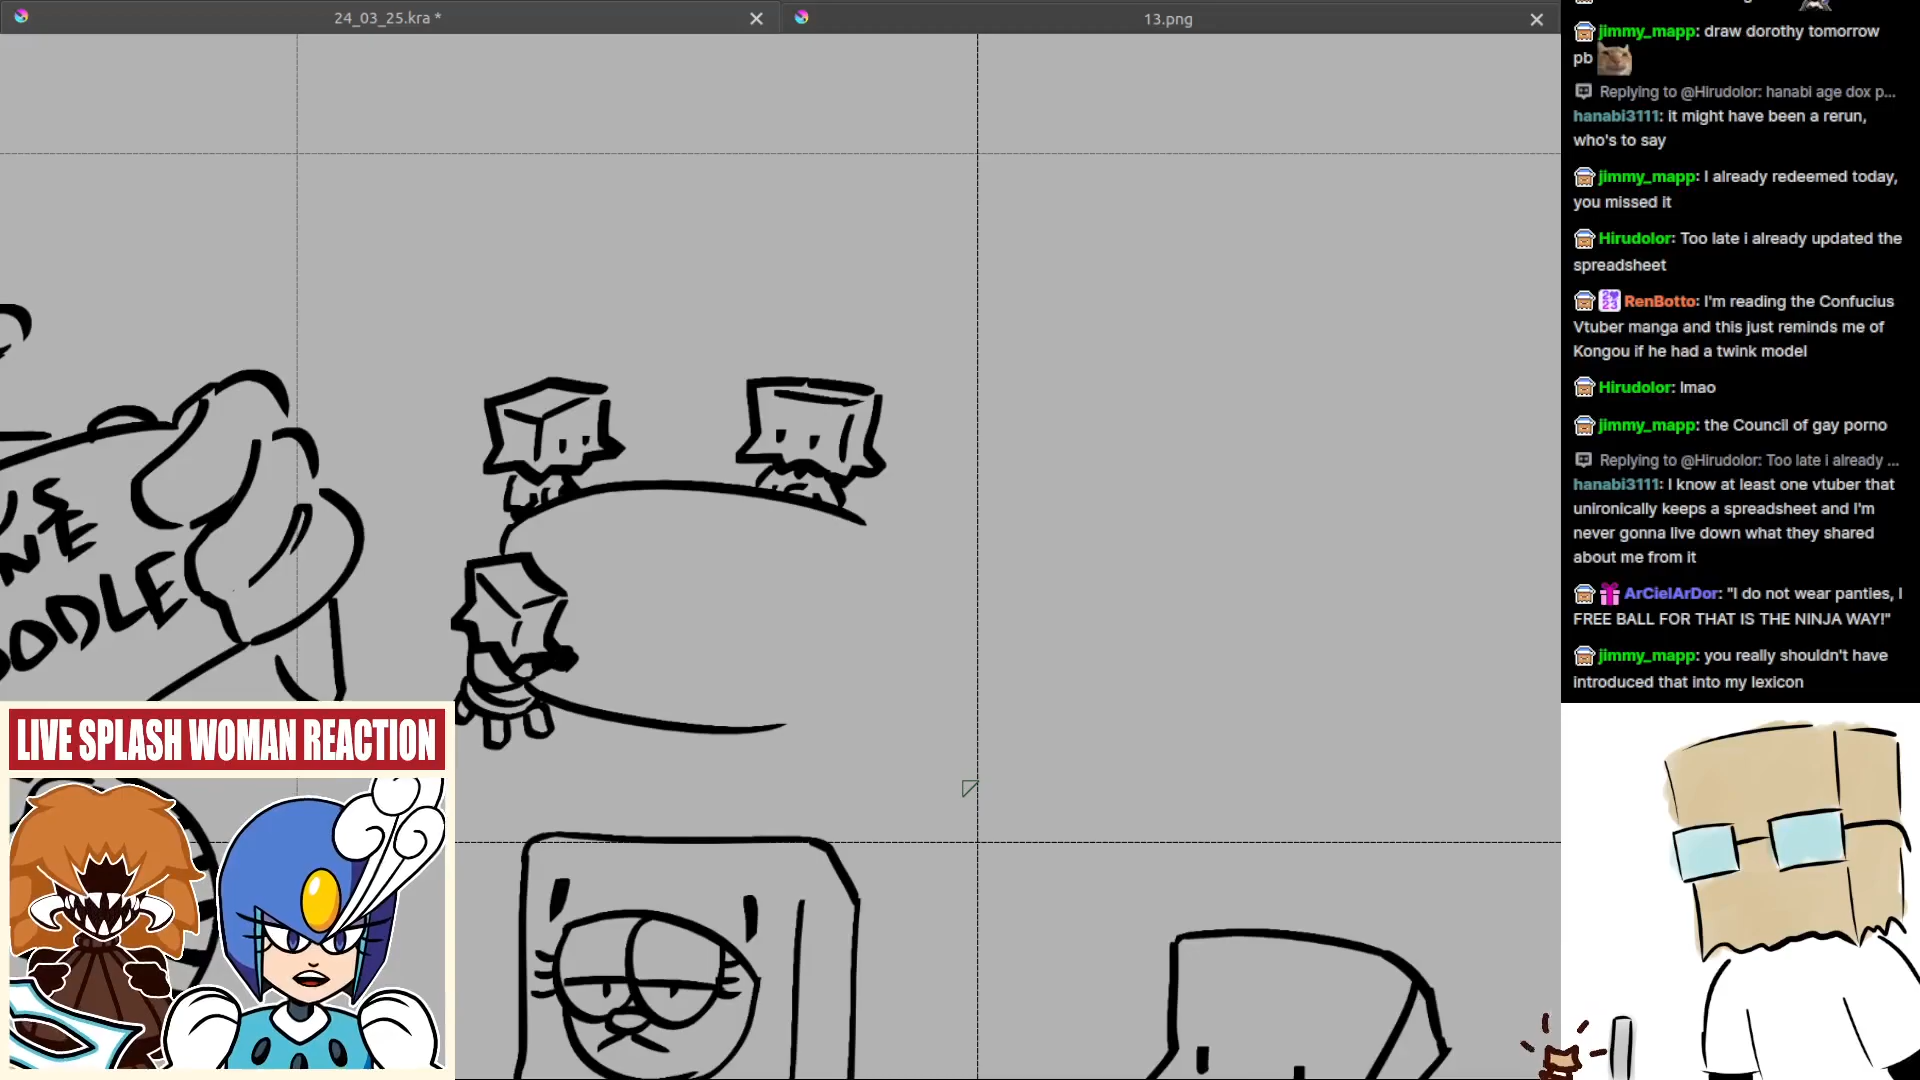 24_03_25.kra *
13.png
jimmy_mapp: draw dorothy tomorrow
pb
Replying to @Hirudolor: hanabi age dox p...
hanabi3111: it might have been a rerun,
who's to say
jimmy_mapp: I already redeemed today,
you missed it
Hirudolor: Too late i already updated the
spreadsheet
RenBotto: I'm reading the Confucius
Vtuber manga and this just reminds me of
Kongou if he had a twink model
Hirudolor: lmao
jimmy_mapp: the Council of gay porno
Replying to @Hirudolor: Too late i already ...
hanabi3111: I know at least one vtuber that
unironically keeps a spreadsheet and I'm
never gonna live down what they shared
about me from it
ArCielArDor: "I do not wear panties, I
FREE BALL FOR THAT IS THE NINJA WAY!"
jimmy_mapp: you really shouldn't have
introduced that into my lexicon
LIVE SPLASH WOMAN REACTION